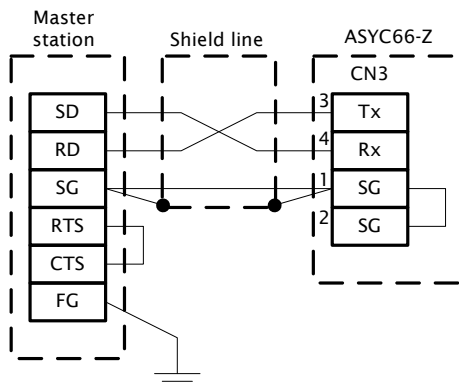 Master
station
Shield line
ASYC66-Z
CN3
SD
RD
SG
RTS
CTS
FG
3
Tx
4
Rx
1
SG
2
SG